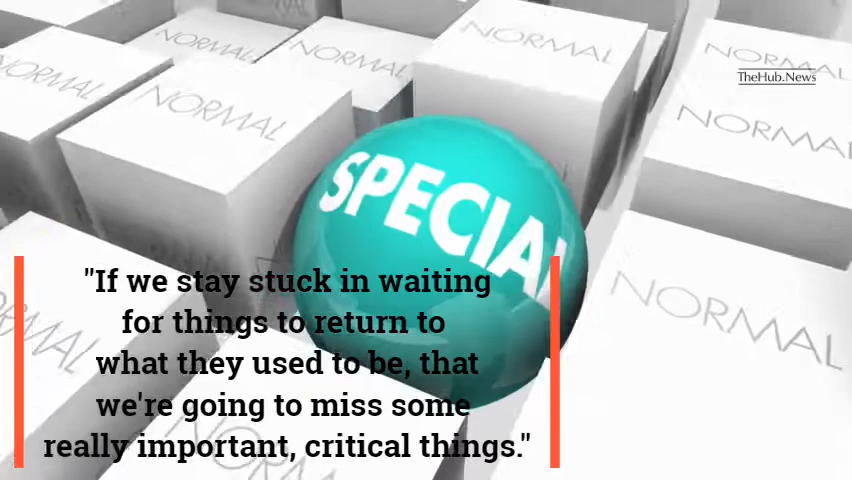 NORMAL
NORMAL
NORMAL
NORMAL
NORMAL
NORMAL
TheHub.News
NORMAL
SPECIAL
NORMAL
"If we stay stuck in waiting
for things to return to
what they used to be, that
we're going to miss some
really important, critical things."